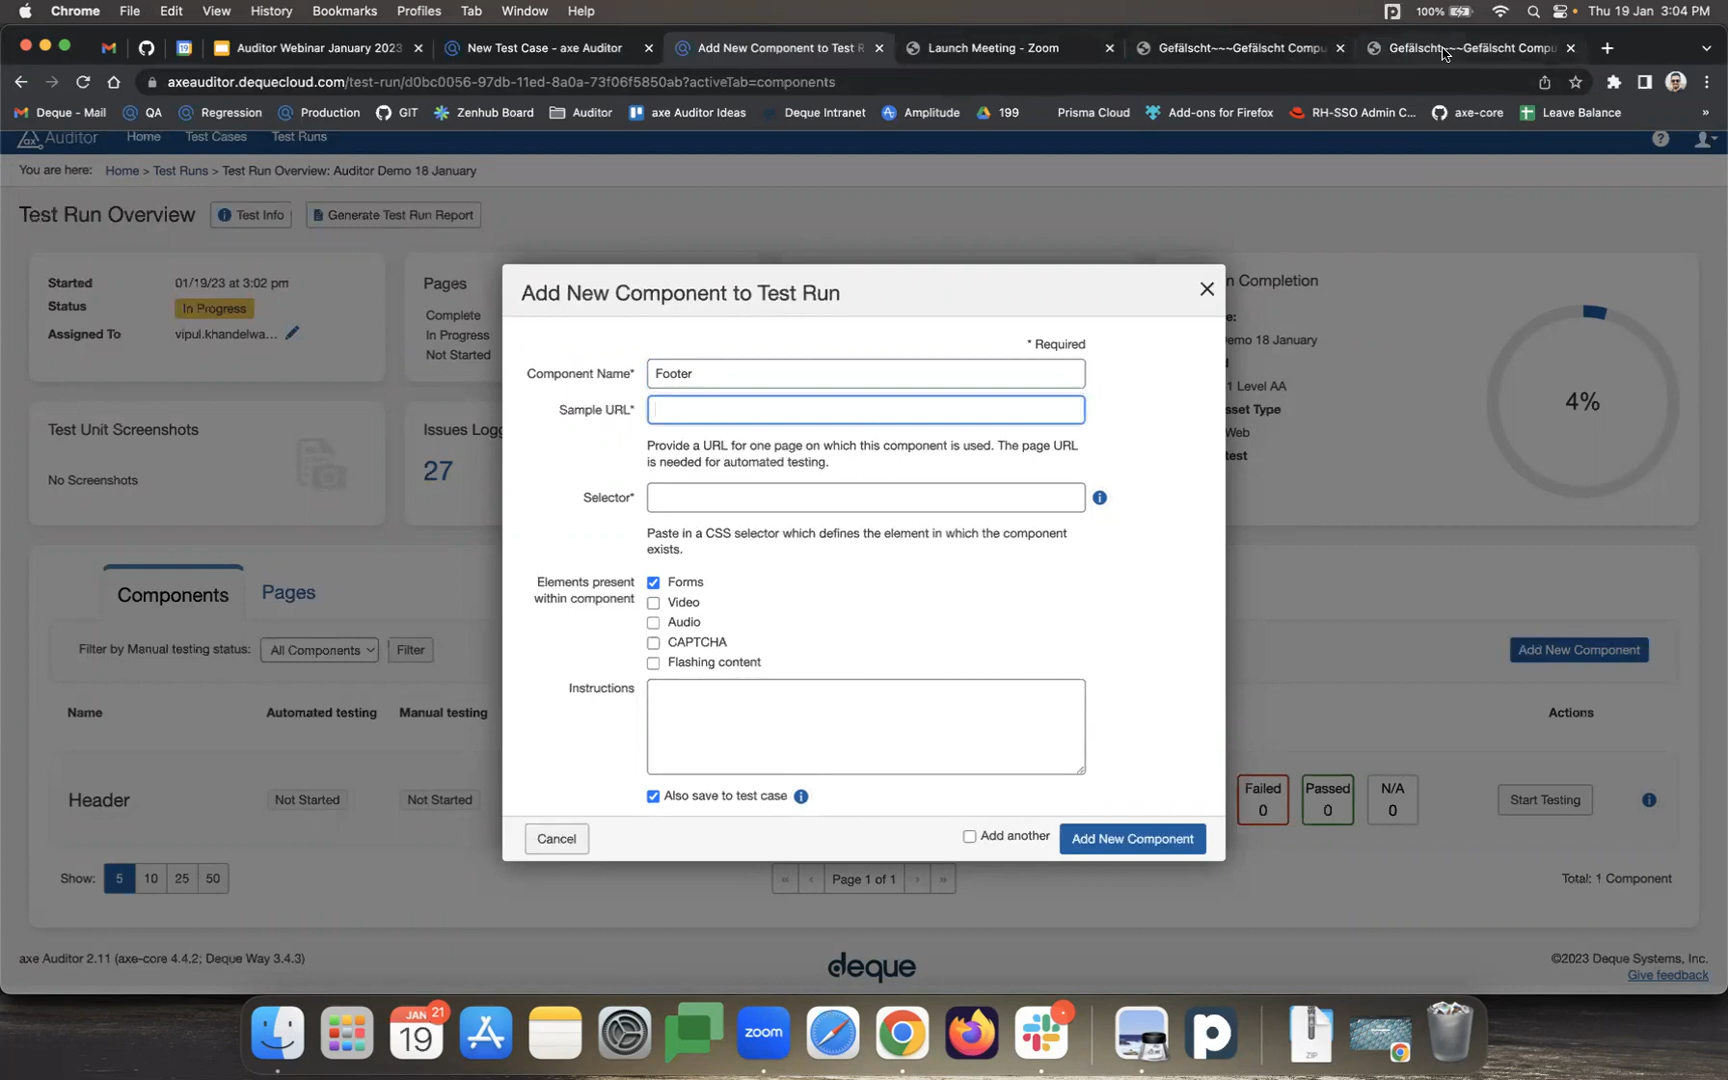 Chrome File Edit View History Bookmarks Profiles Tab Window Help 100% Thu 19 Jan 3:04 PM
Auditor Webinar January 2023 New Test Case - axe Auditor Add New Component to Test R Launch Meeting - Zoom Gefälscht~~~Gefälscht Compu Gefälscht~~~Gefälscht Compu
axeauditor.dequecloud.com/test-run/d0bc0056-97db-11ed-8a0a-73f06f5850ab?activeTab=components
Deque - Mail QA Regression Production GIT Zenhub Board Auditor axe Auditor Ideas Deque Intranet Amplitude 199 Prisma Cloud Add-ons for Firefox RH-SSO Admin C... axe-core Leave Balance »
ax Auditor Home Test Cases Test Runs
You are here: Home > Test Runs > Test Run Overview: Auditor Demo 18 January
Test Run Overview Test Info Generate Test Run Report
Started 01/19/23 at 3:02 pm
Status In Progress
Assigned To vipul.khandelwa...
Pages
Complete
In Progress
Not Started
n Completion
e:
emo 18 January
d
1 Level AA
sset Type
Web
est
4%
Test Unit Screenshots
No Screenshots
Issues Logg
27
Add New Component to Test Run
* Required
Component Name* Footer
Sample URL*
Provide a URL for one page on which this component is used. The page URL
is needed for automated testing.
Selector*
Paste in a CSS selector which defines the element in which the component
exists.
Elements present
within component
Forms
Video
Audio
CAPTCHA
Flashing content
Instructions
Also save to test case
Cancel Add another Add New Component
Components Pages
Filter by Manual testing status: All Components Filter Add New Component
Name Automated testing Manual testing Actions
Header Not Started Not Started Failed 0 Passed 0 N/A 0 Start Testing
Show: 5 10 25 50 « ‹ Page 1 of 1 › » Total: 1 Component
axe Auditor 2.11 (axe-core 4.4.2; Deque Way 3.4.3) deque ©2023 Deque Systems, Inc.
Give feedback
JAN 21
19
zoom
p
ZIP